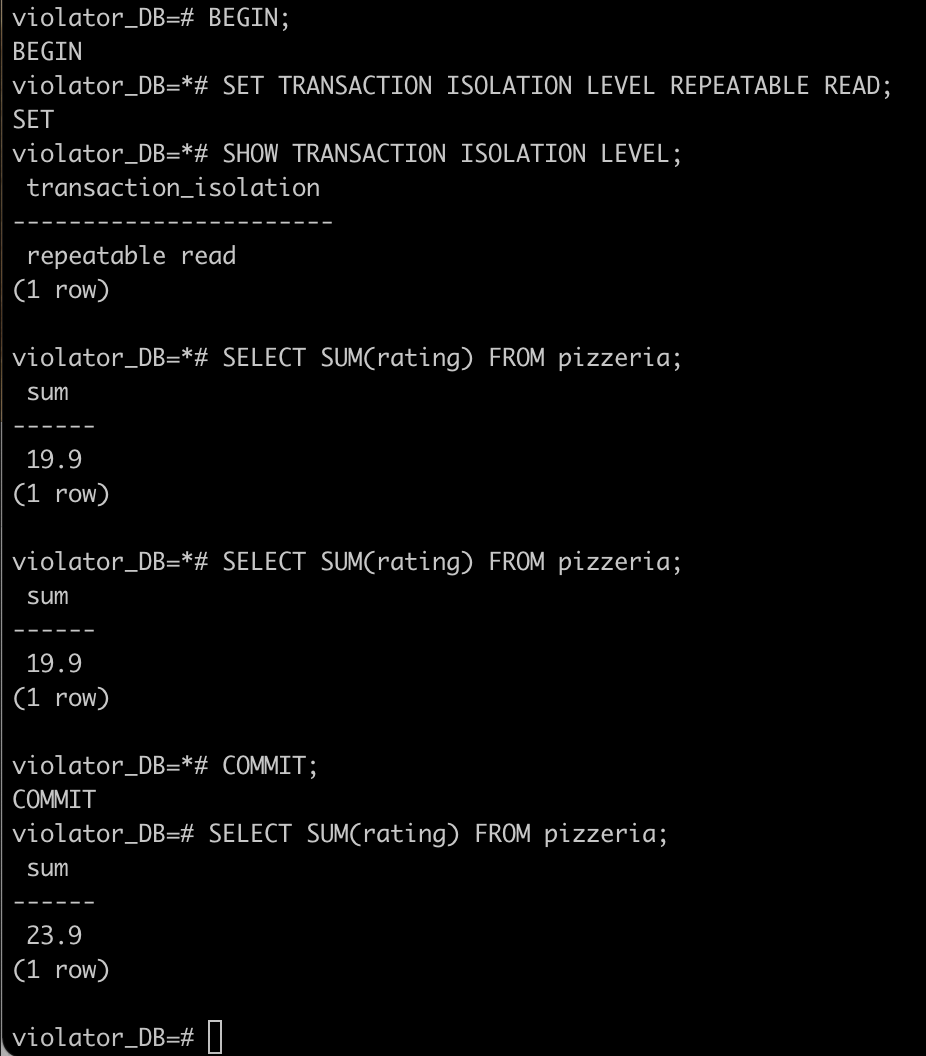 violator_DB=# BEGIN;
BEGIN
violator_DB=*# SET TRANSACTION ISOLATION LEVEL REPEATABLE READ;
SET
violator_DB=*# SHOW TRANSACTION ISOLATION LEVEL;
 transaction_isolation
-----------------------
 repeatable read
(1 row)

violator_DB=*# SELECT SUM(rating) FROM pizzeria;
 sum
------
 19.9
(1 row)

violator_DB=*# SELECT SUM(rating) FROM pizzeria;
 sum
------
 19.9
(1 row)

violator_DB=*# COMMIT;
COMMIT
violator_DB=# SELECT SUM(rating) FROM pizzeria;
 sum
------
 23.9
(1 row)

violator_DB=#